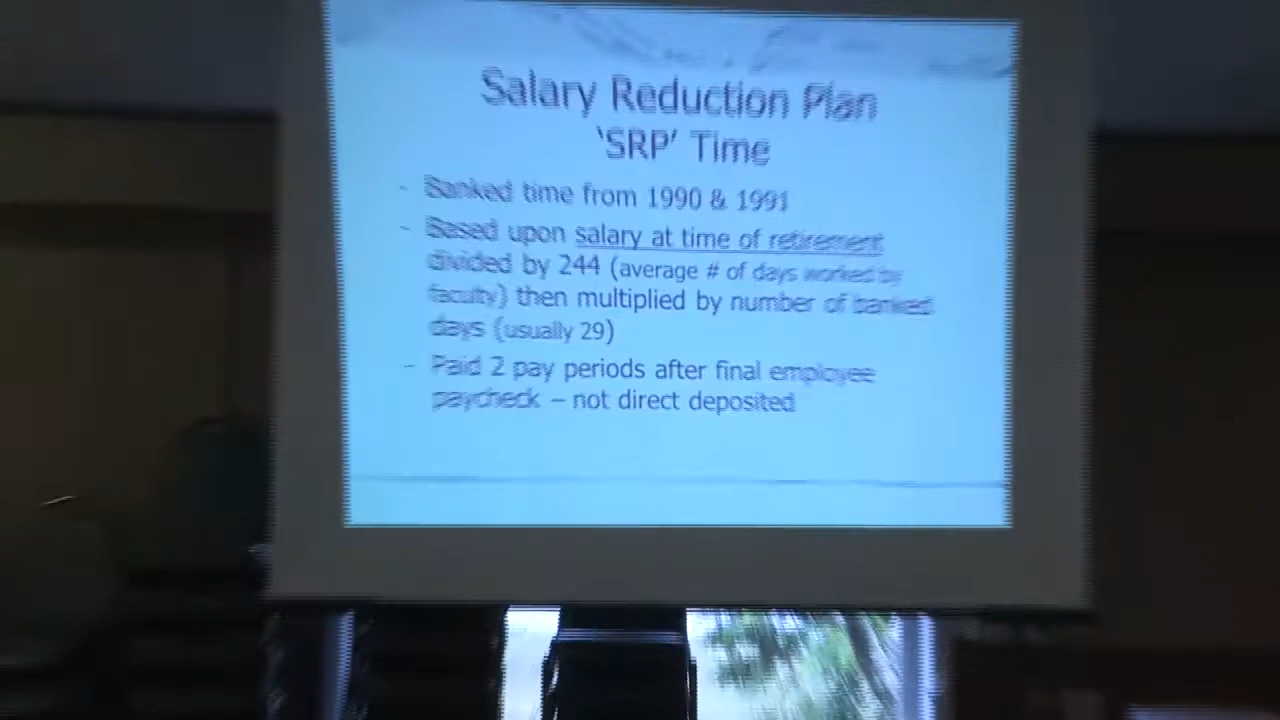 Salary Reduction Plan
‘SRP’ Time
- Banked time from 1990 & 1991
- Based upon salary at time of retirement
divided by 244 (average # of days worked by
faculty) then multiplied by number of banked
days (usually 29)
- Paid 2 pay periods after final employee
paycheck – not direct deposited